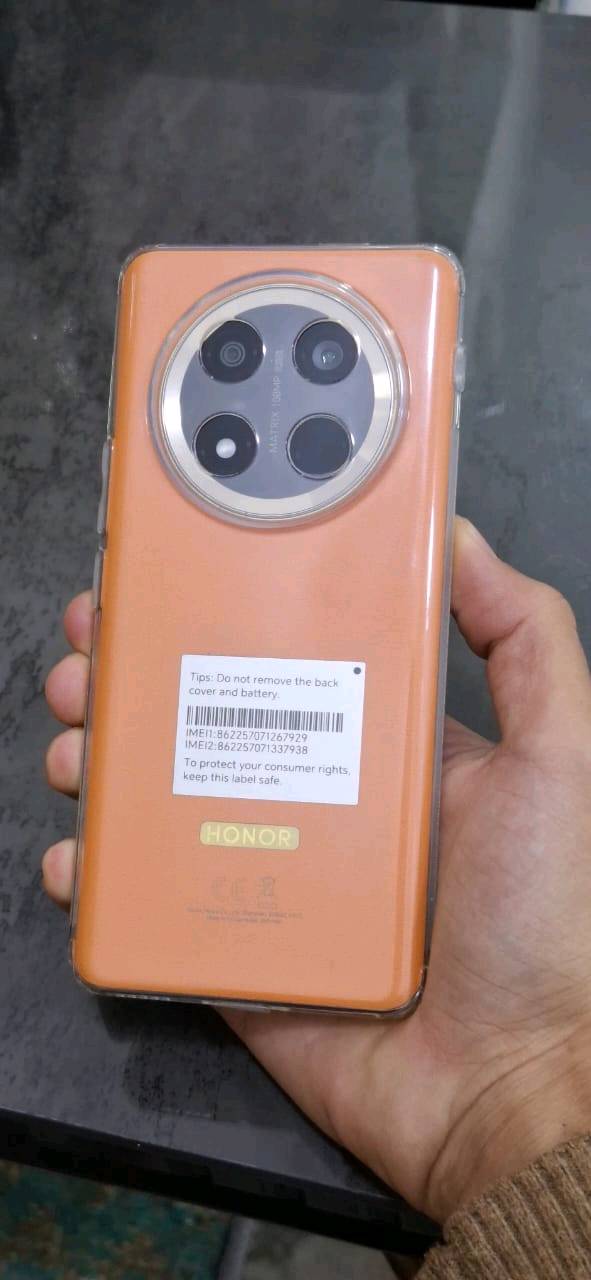 MATRIX 108MP
Tips: Do not remove the back
cover and battery.
IMEI1:862257071267929
IMEI2:862257071337938
To protect your consumer rights,
keep this label safe.
HONOR
CE